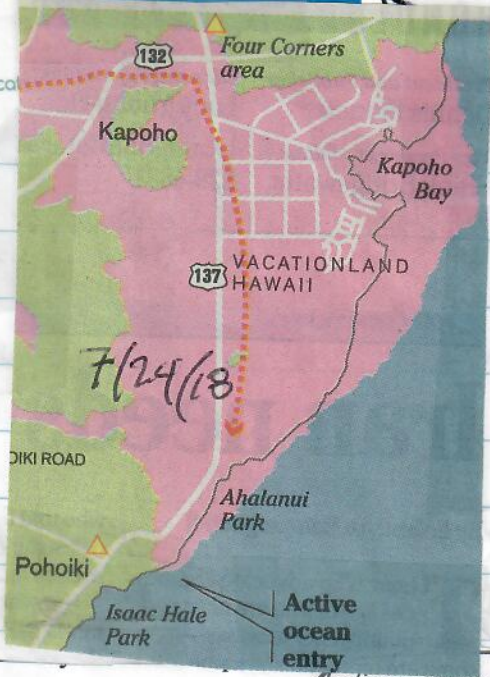 132
Four Corners
area
Kapoho
Kapoho
Bay
137
VACATIONLAND
HAWAII
7/24/18
OIKI ROAD
Ahalanui
Park
Pohoiki
Isaac Hale
Park
Active
ocean
entry